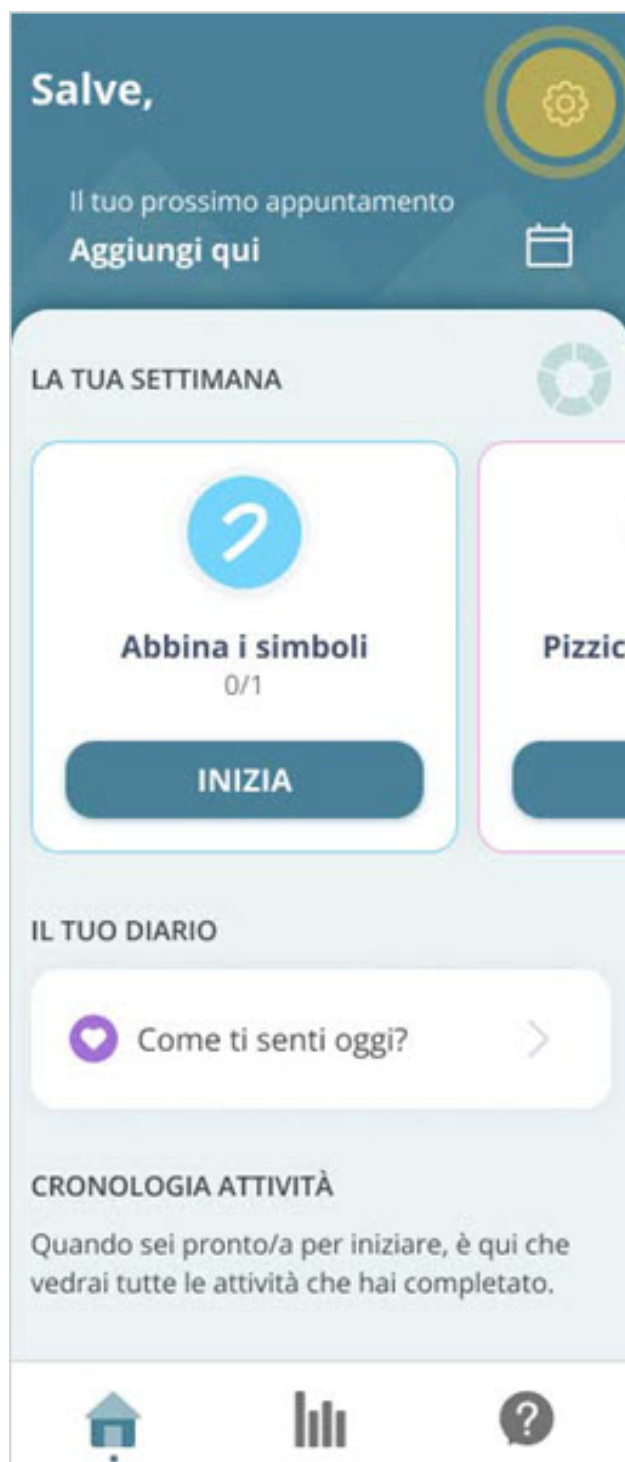 Salve,
Il tuo prossimo appuntamento
Aggiungi qui
LA TUA SETTIMANA
Abbina i simboli
0/1
INIZIA
Pizzic
IL TUO DIARIO
Come ti senti oggi?
CRONOLOGIA ATTIVITÀ
Quando sei pronto/a per iniziare, è qui che
vedrai tutte le attività che hai completato.